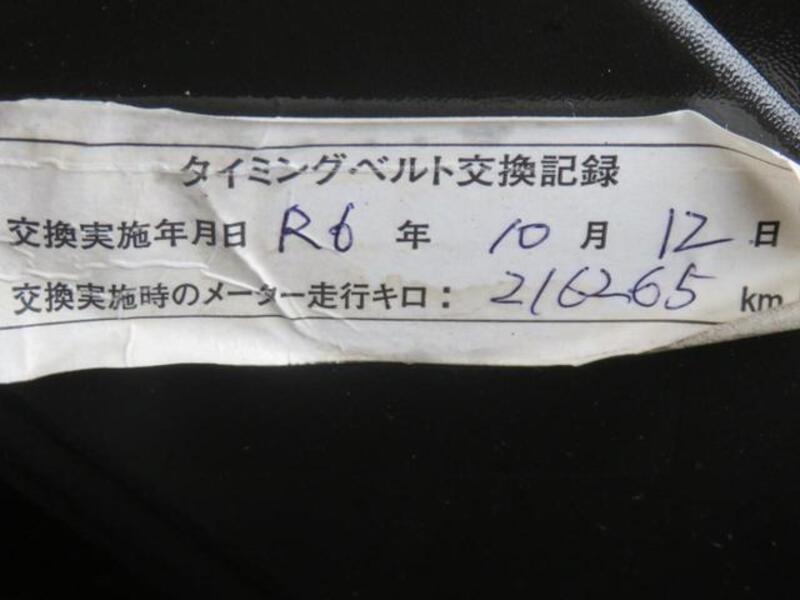 タイミング・ベルト交換記録
交換実施年月日 R6 年 10 月 12 日
交換実施時のメーター走行キロ： 216265 km